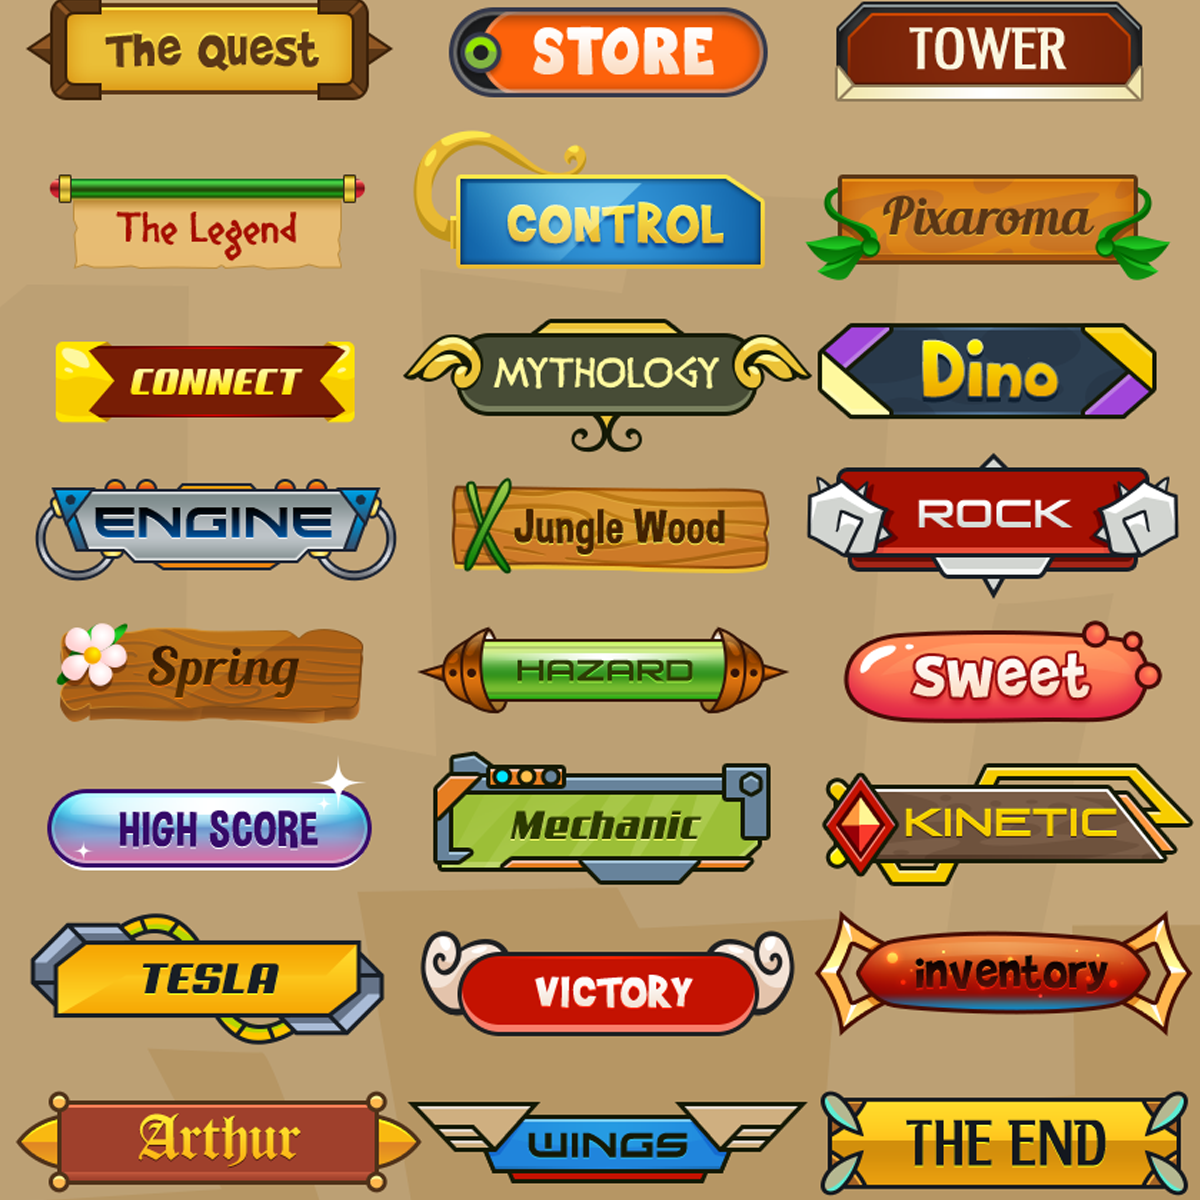 The Quest
STORE
TOWER
The Legend
CONTROL
Pixaroma
CONNECT
MYTHOLOGY
Dino
ENGINE
Jungle Wood
ROCK
Spring
HAZARD
sweet
HIGH SCORE
Mechanic
KINETIC
TESLA
VICTORY
inventory
Arthur
WINGS
THE END